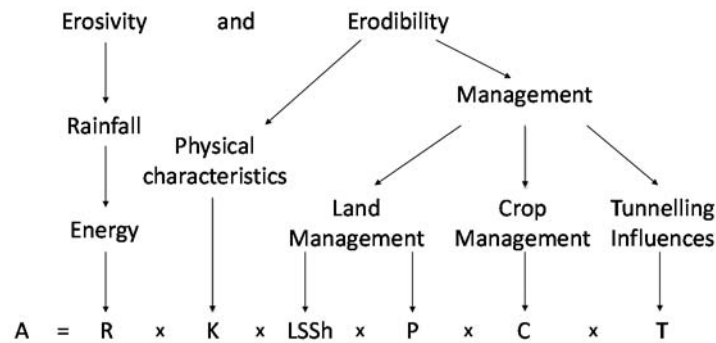 Erosivity and Erodibility
Management
Rainfall
Physical
characteristics
Land
Management
Crop
Management
Tunnelling
Influences
Energy
A = R x K x LSSh x P x C x T